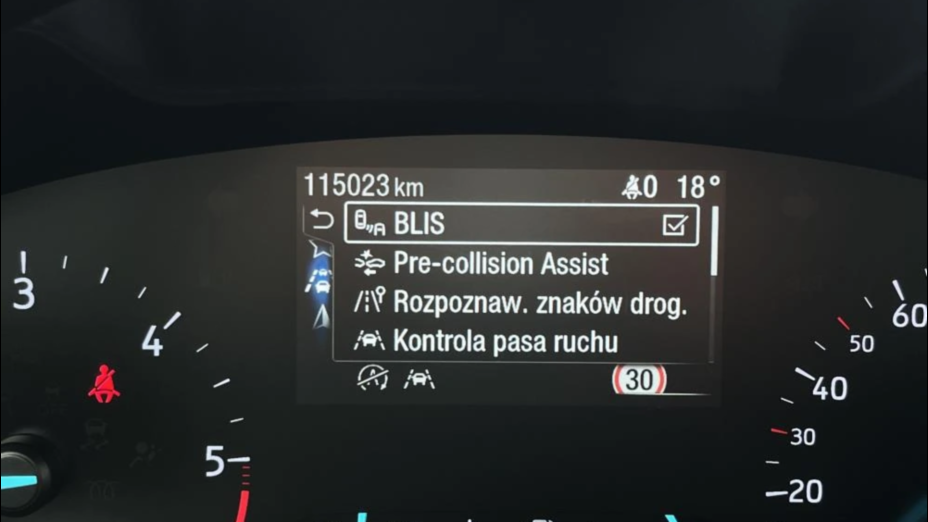 115023 km 0 18°
BLIS
Pre-collision Assist
Rozpoznaw. znaków drog.
Kontrola pasa ruchu
30
3
4
5
60
50
40
30
20